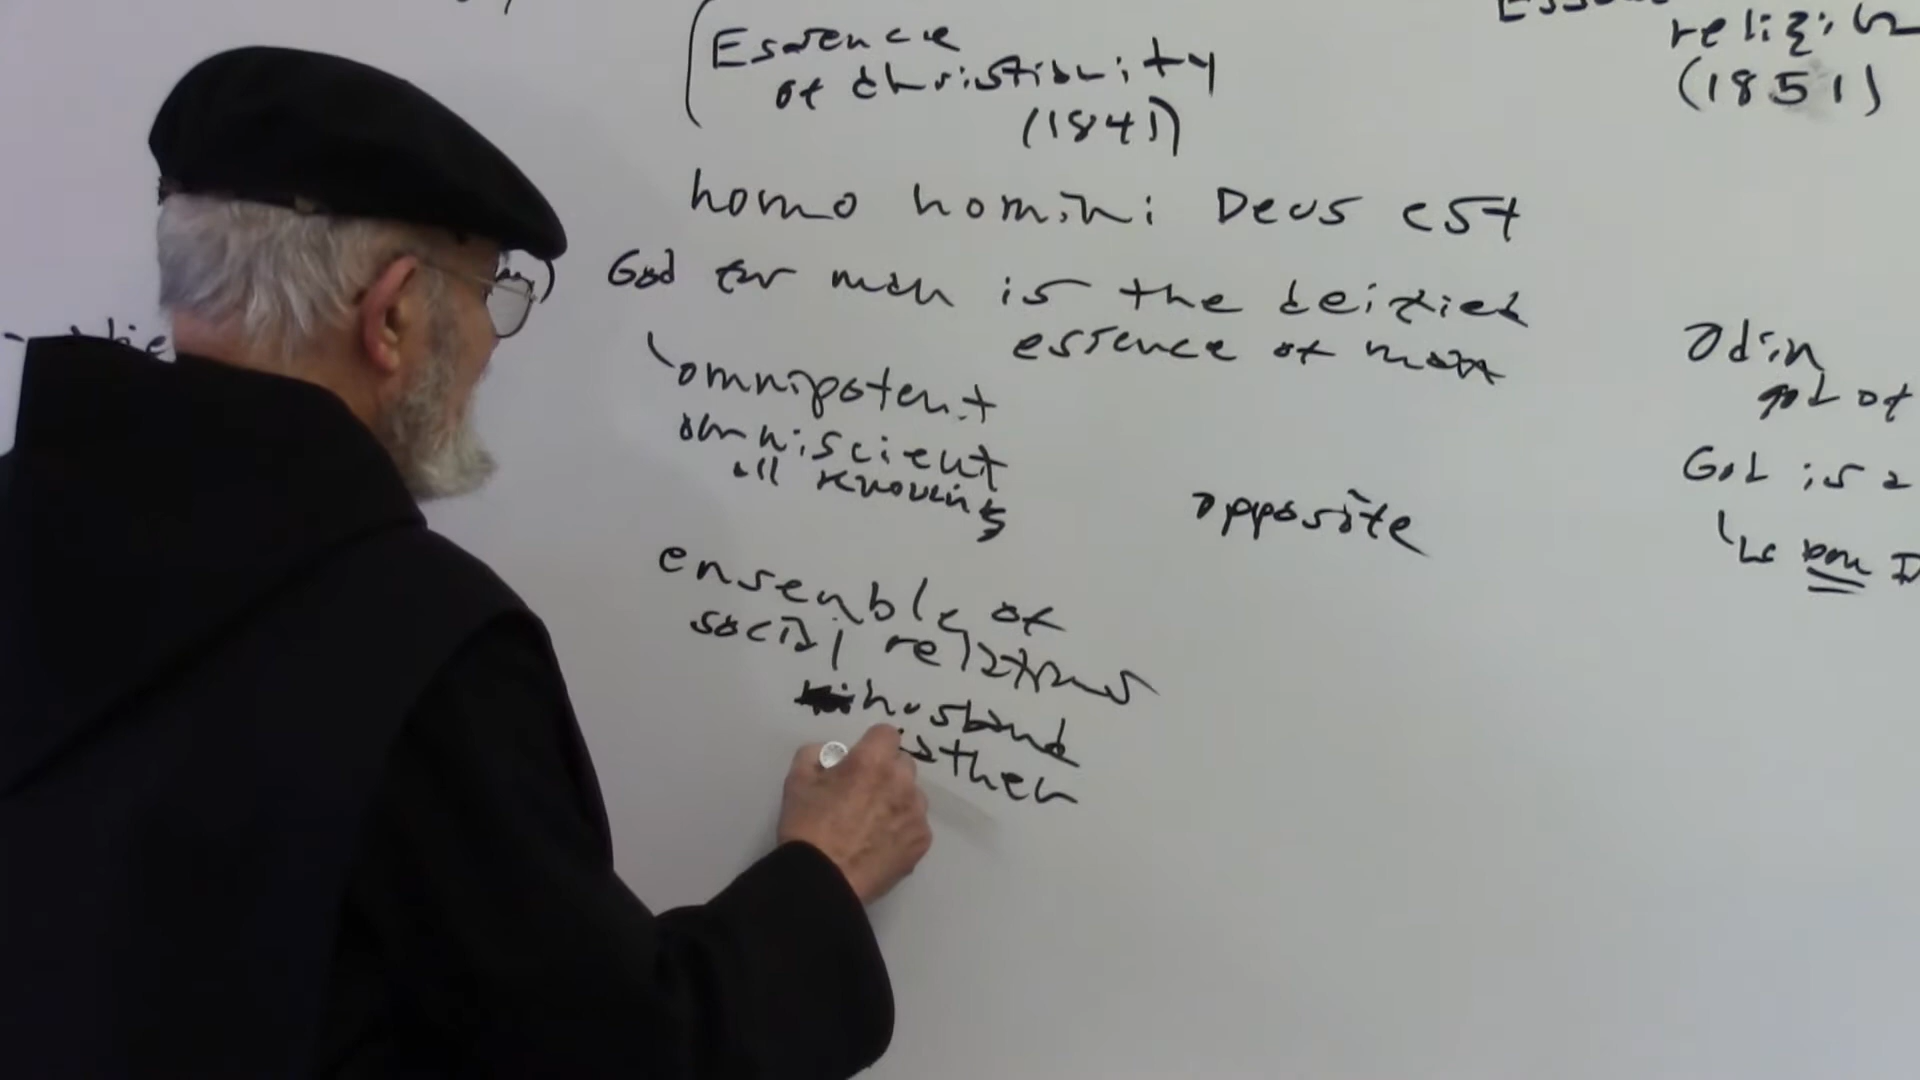 Essence
of Christianity
(1841)
homo homini Deus est
God for man is the deified
essence of man
omnipotent
omniscient
all knowing
opposite
ensemble of
social relations
husband
father
religion
(1851)
Odin
god of
God is a